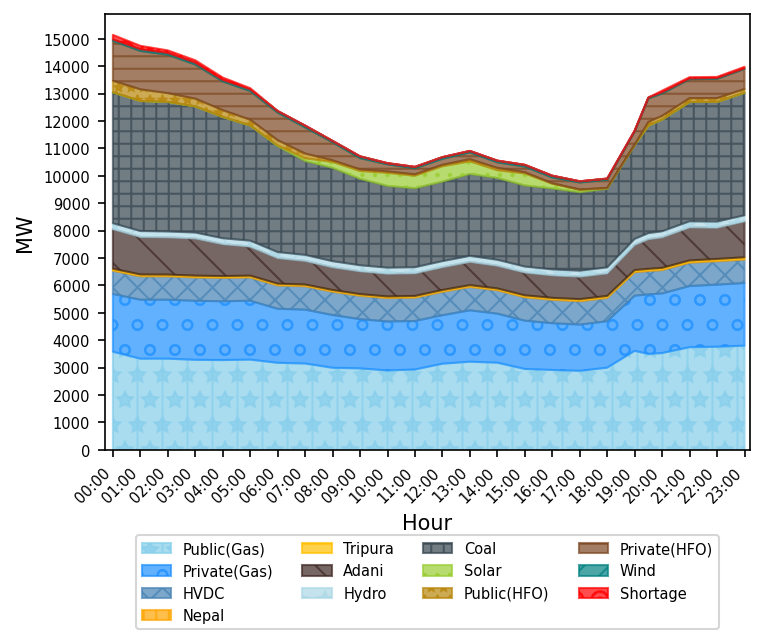 15000
14000
13000
12000
11000
10000
9000
8000
7000
6000
5000
4000
3000
2000
1000
0
MW
00:00 01:00 02:00 03:00 04:00 05:00 06:00 07:00 08:00 09:00 10:00 11:00 12:00 13:00 14:00 15:00 16:00 17:00 18:00 19:00 20:00 21:00 22:00 23:00
Hour
Public(Gas) Tripura Coal Private(HFO)
Private(Gas) Adani Solar Wind
HVDC Hydro Public(HFO) Shortage
Nepal